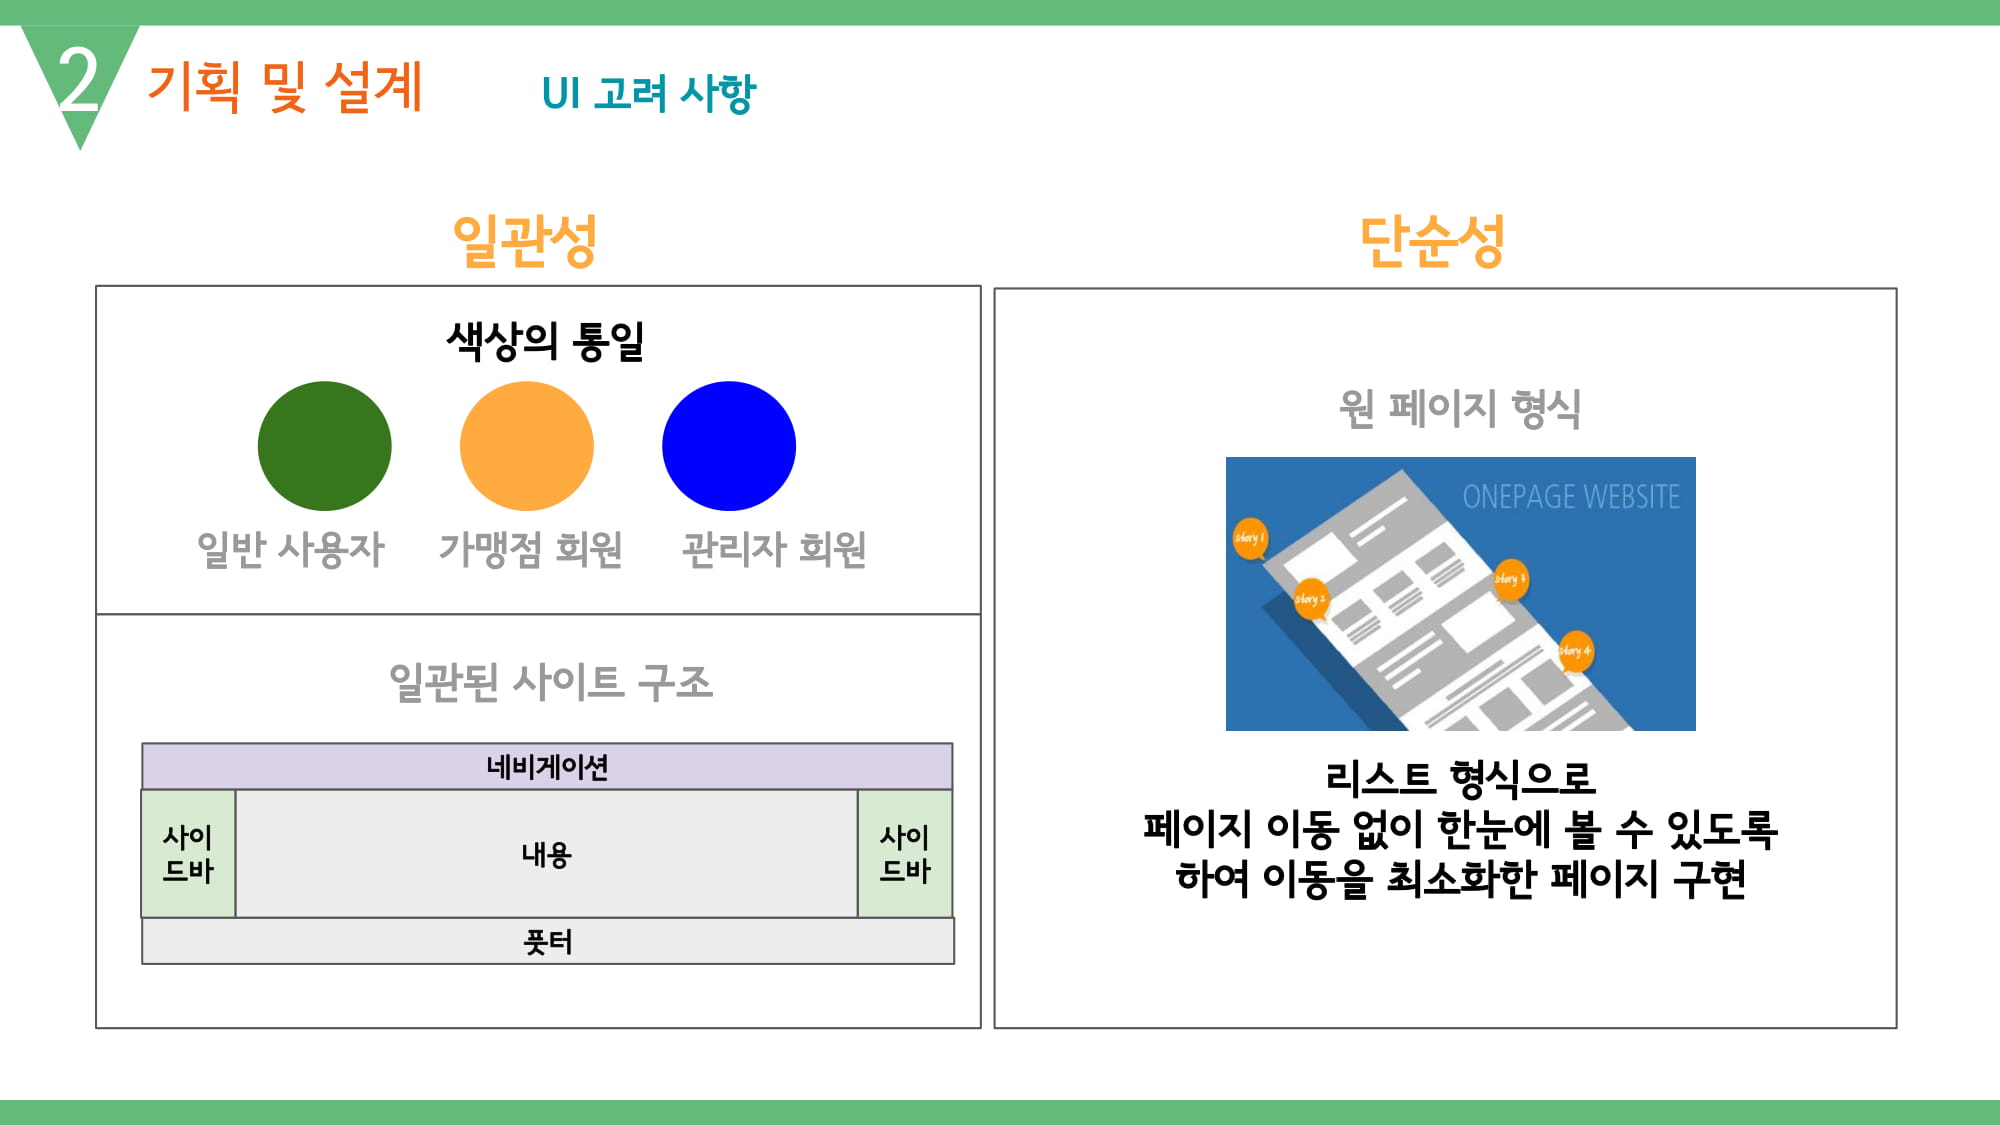 2
기획 및 설계
UI 고려 사항
일관성
색상의 통일
일반 사용자
가맹점 회원
관리자 회원
일관된 사이트 구조
네비게이션
사이
드바
내용
사이
드바
풋터
단순성
원 페이지 형식
ONEPAGE WEBSITE
story 1
story 2
story 3
story 4
리스트 형식으로
페이지 이동 없이 한눈에 볼 수 있도록
하여 이동을 최소화한 페이지 구현